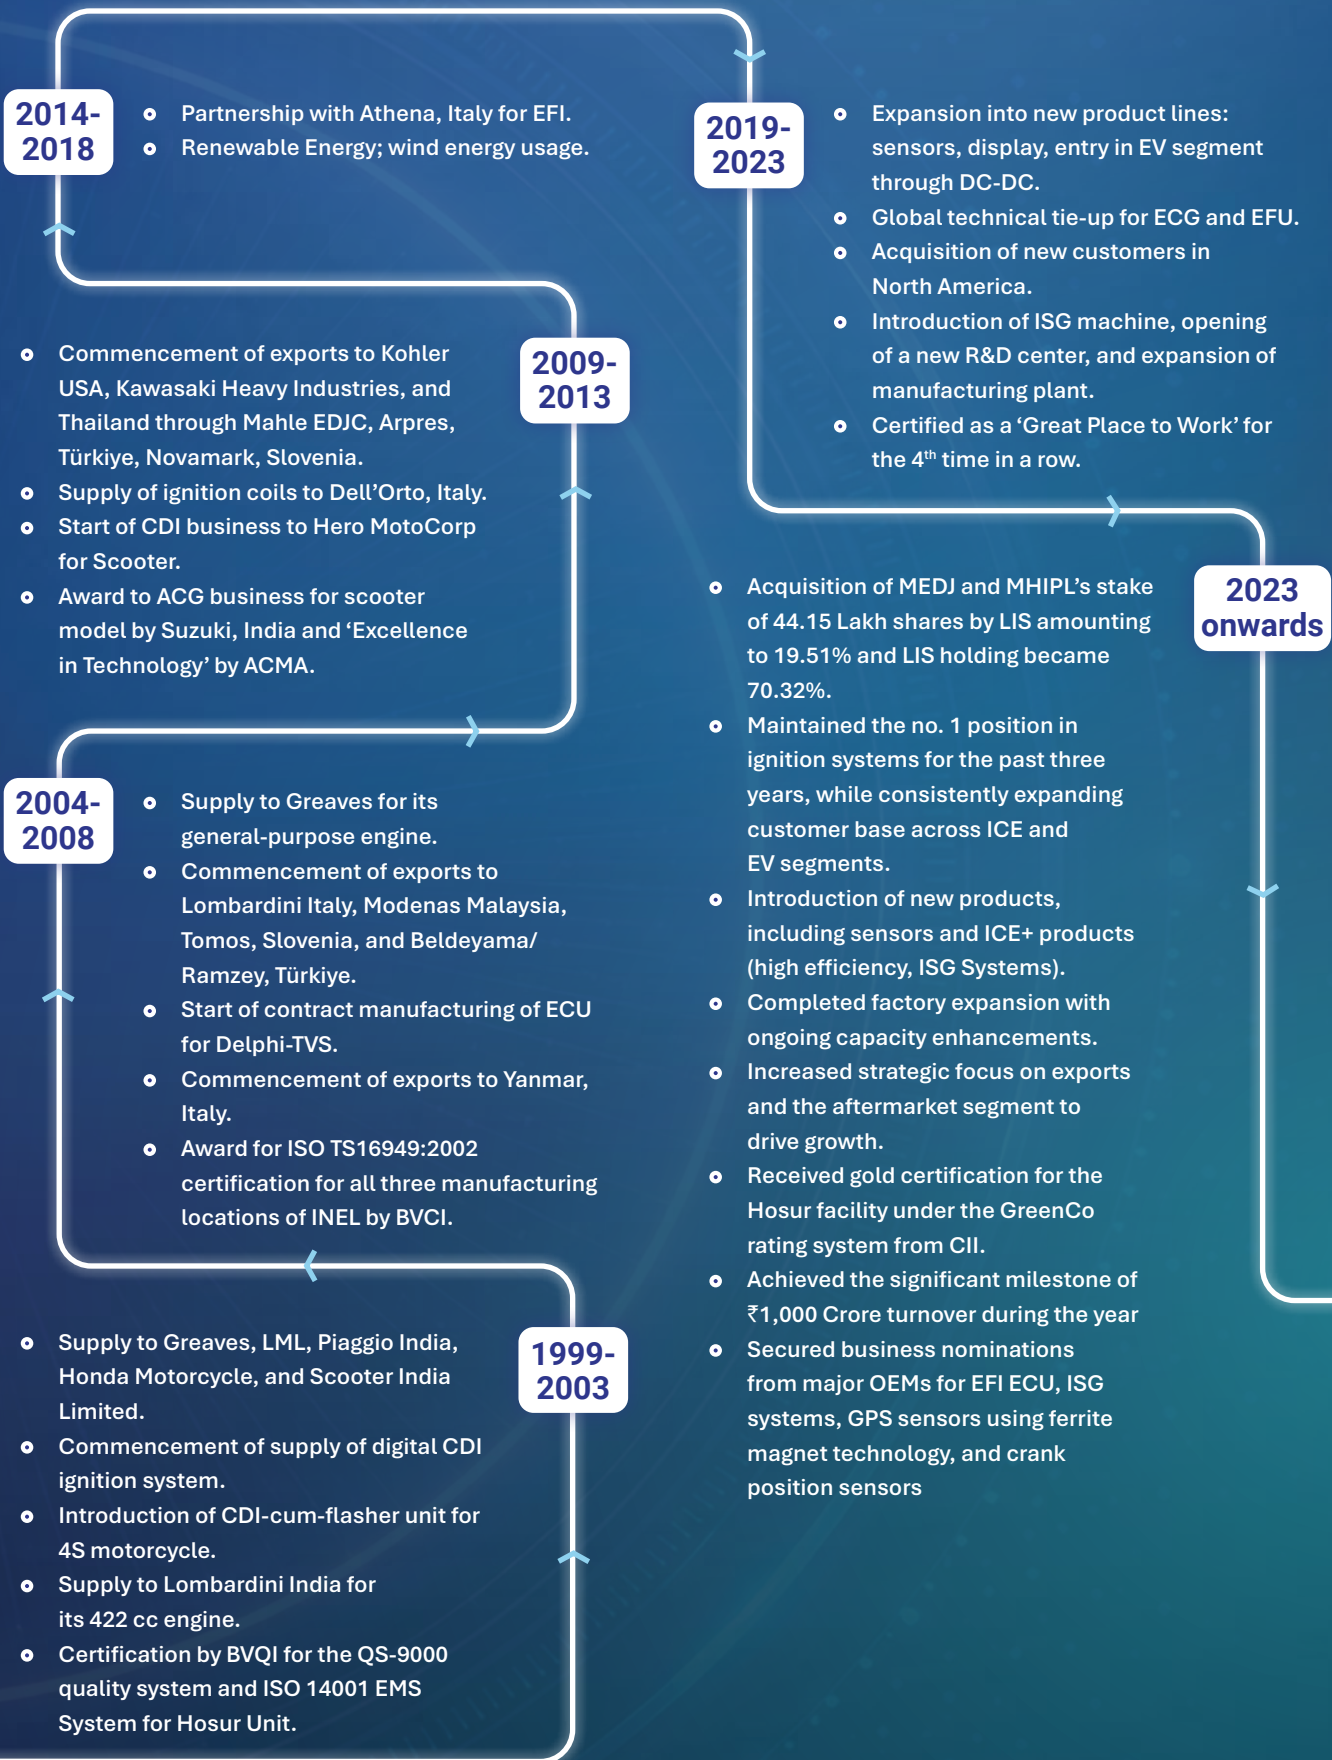 2014-
2018
Partnership with Athena, Italy for EFI.
Renewable Energy; wind energy usage.
2009-
2013
Commencement of exports to Kohler
USA, Kawasaki Heavy Industries, and
Thailand through Mahle EDJC, Arpres,
Türkiye, Novamark, Slovenia.
Supply of ignition coils to Dell’Orto, Italy.
Start of CDI business to Hero MotoCorp
for Scooter.
Award to ACG business for scooter
model by Suzuki, India and ‘Excellence
in Technology’ by ACMA.
2004-
2008
Supply to Greaves for its
general-purpose engine.
Commencement of exports to
Lombardini Italy, Modenas Malaysia,
Tomos, Slovenia, and Beldeyama/
Ramzey, Türkiye.
Start of contract manufacturing of ECU
for Delphi-TVS.
Commencement of exports to Yanmar,
Italy.
Award for ISO TS16949:2002
certification for all three manufacturing
locations of INEL by BVCI.
1999-
2003
Supply to Greaves, LML, Piaggio India,
Honda Motorcycle, and Scooter India
Limited.
Commencement of supply of digital CDI
ignition system.
Introduction of CDI-cum-flasher unit for
4S motorcycle.
Supply to Lombardini India for
its 422 cc engine.
Certification by BVQI for the QS-9000
quality system and ISO 14001 EMS
System for Hosur Unit.
2019-
2023
Expansion into new product lines:
sensors, display, entry in EV segment
through DC-DC.
Global technical tie-up for ECG and EFU.
Acquisition of new customers in
North America.
Introduction of ISG machine, opening
of a new R&D center, and expansion of
manufacturing plant.
Certified as a ‘Great Place to Work’ for
the 4th time in a row.
2023
onwards
Acquisition of MEDJ and MHIPL’s stake
of 44.15 Lakh shares by LIS amounting
to 19.51% and LIS holding became
70.32%.
Maintained the no. 1 position in
ignition systems for the past three
years, while consistently expanding
customer base across ICE and
EV segments.
Introduction of new products,
including sensors and ICE+ products
(high efficiency, ISG Systems).
Completed factory expansion with
ongoing capacity enhancements.
Increased strategic focus on exports
and the aftermarket segment to
drive growth.
Received gold certification for the
Hosur facility under the GreenCo
rating system from CII.
Achieved the significant milestone of
₹1,000 Crore turnover during the year
Secured business nominations
from major OEMs for EFI ECU, ISG
systems, GPS sensors using ferrite
magnet technology, and crank
position sensors